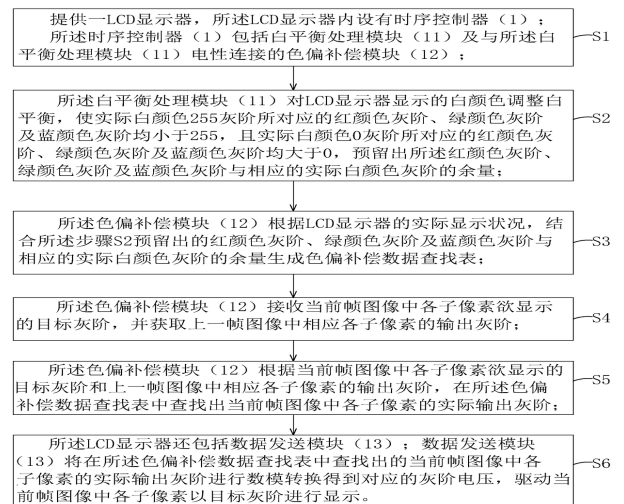 提供一LCD显示器，所述LCD显示器内设有时序控制器（1）；
所述时序控制器（1）包括白平衡处理模块（11）及与所述白
平衡处理模块（11）电性连接的色偏补偿模块（12）；
S1
所述白平衡处理模块（11）对LCD显示器显示的白颜色调整白
平衡，使实际白颜色255灰阶所对应的红颜色灰阶、绿颜色灰阶
及蓝颜色灰阶均小于255，且实际白颜色0灰阶所对应的红颜色灰
阶、绿颜色灰阶及蓝颜色灰阶均大于0，预留出所述红颜色灰阶、
绿颜色灰阶及蓝颜色灰阶与相应的实际白颜色灰阶的余量；
S2
所述色偏补偿模块（12）根据LCD显示器的实际显示状况，结
合所述步骤S2预留出的红颜色灰阶、绿颜色灰阶及蓝颜色灰阶与
相应的实际白颜色灰阶的余量生成色偏补偿数据查找表；
S3
所述色偏补偿模块（12）接收当前帧图像中各子像素欲显示
的目标灰阶，并获取上一帧图像中相应各子像素的输出灰阶；
S4
所述色偏补偿模块（12）根据当前帧图像中各子像素欲显示的
目标灰阶和上一帧图像中相应各子像素的输出灰阶，在所述色偏
补偿数据查找表中查找出当前帧图像中各子像素的实际输出灰阶；
S5
所述LCD显示器还包括数据发送模块（13）；数据发送模块
（13）将在所述色偏补偿数据查找表中查找出的当前帧图像中各
子像素的实际输出灰阶进行数模转换得到对应的灰阶电压，驱动当
前帧图像中各子像素以目标灰阶进行显示。
S6